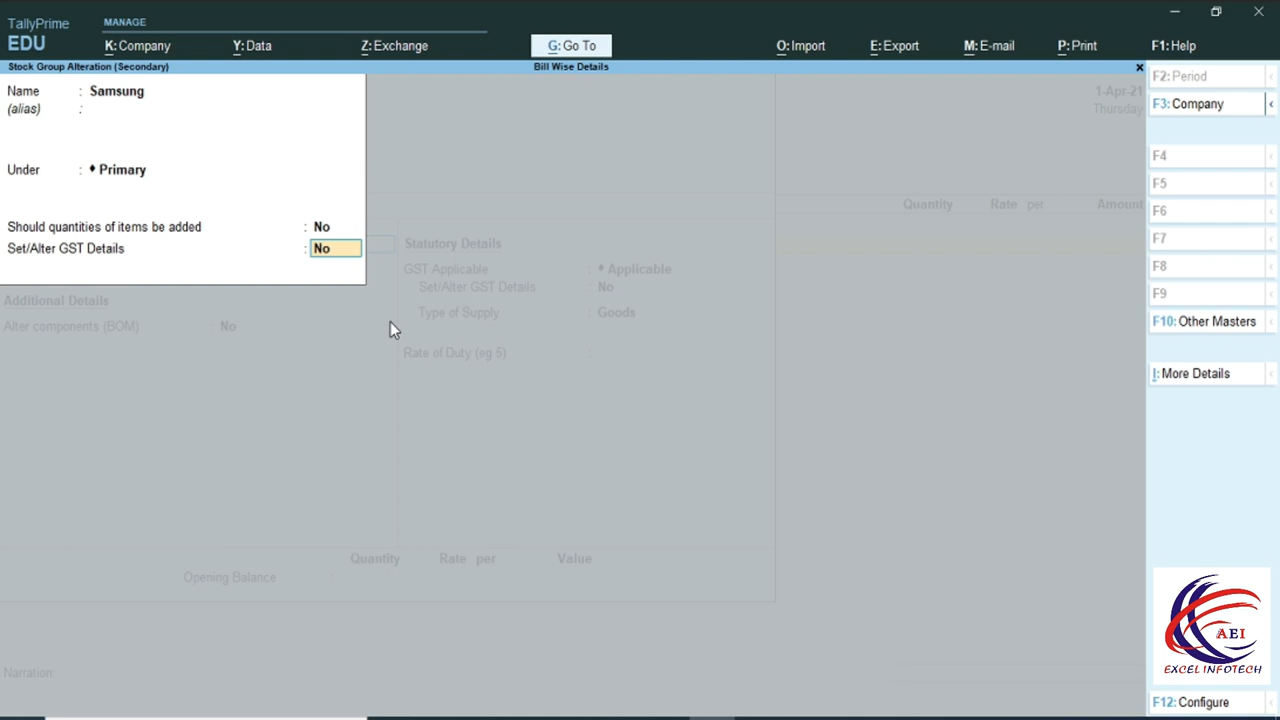 TallyPrime
EDU
MANAGE
K: Company
Y: Data
Z: Exchange
G: Go To
O: Import
E: Export
M: E-mail
P: Print
F1: Help
Stock Group Alteration (Secondary)
Bill Wise Details
Name : Samsung
(alias) :
Under : ♦ Primary
Should quantities of items be added : No
Set/Alter GST Details : No
1-Apr-21
Thursday
Quantity Rate per Amount
Statutory Details
GST Applicable : ♦ Applicable
Set/Alter GST Details : No
Type of Supply : Goods
Rate of Duty (eg 5) :
Additional Details
Alter components (BOM) : No
Quantity Rate per Value
Opening Balance :
Narration:
F2: Period
F3: Company
F4
F5
F6
F7
F8
F9
F10: Other Masters
I: More Details
AEI
EXCEL INFOTECH
F12: Configure